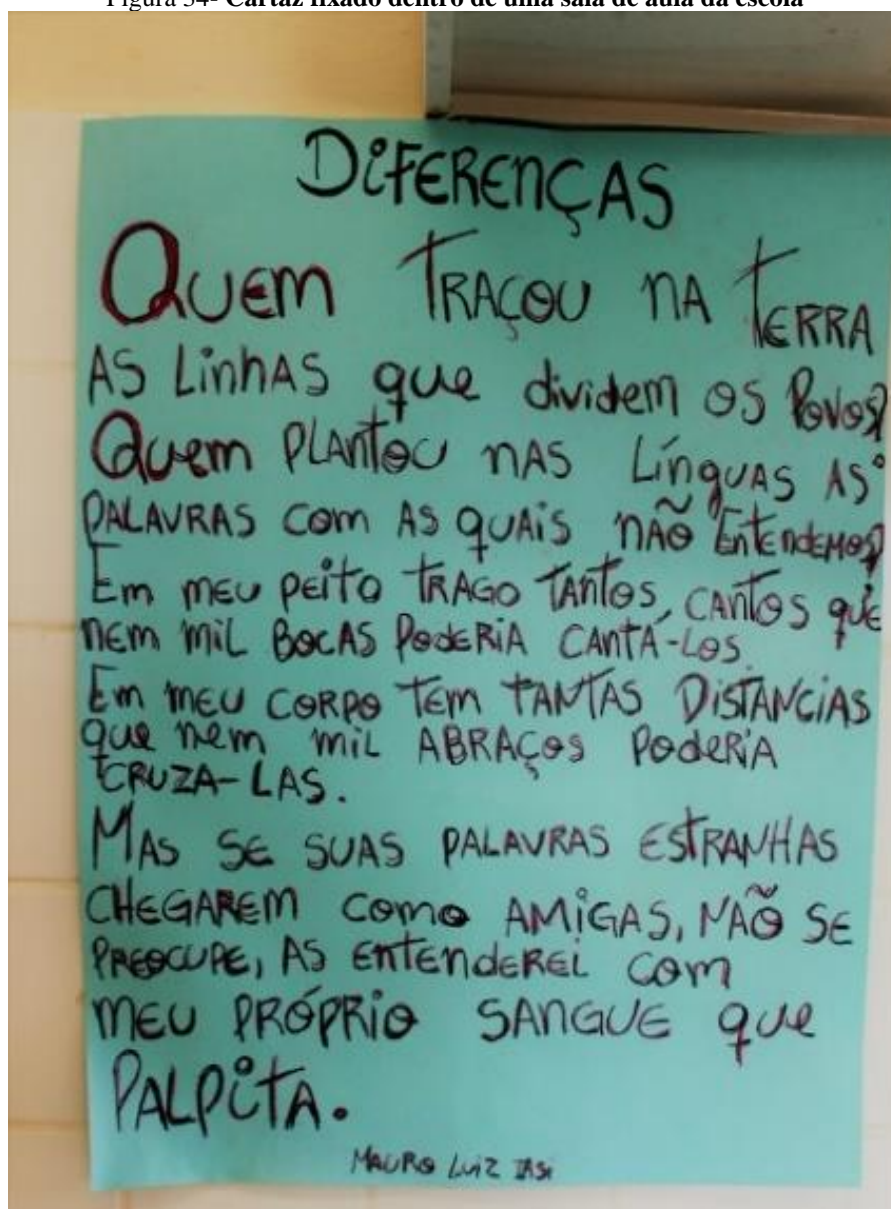 Figura 34- Cartaz fixado dentro de uma sala de aula da escola
DiFERENÇAS
QUEM TRAÇOU NA TERRA
AS LinhAS que dividem OS POVOS?
QUEM PLANTOU NAS LÍnguAS AS
PALAVRAS COM AS QUAIS NÃO ENTENDEMOS?
Em meu peito TRAGO TANTOS, CANTOS que
nem mil BOCAS PODERIA CANTÁ-LOS.
Em meu CORPO Tem TANTAS DISTANCIAS
que nem mil ABRAÇOS PODERIA
CRUZA-LAS.
MAS SE SUAS PALAVRAS ESTRANHAS
CHEGAREM COMO AMIGAS, NÃO SE
PREOCUPE, AS ENTENDEREI COM
MEU PRÓPRIO SANGUE que
PALPITA.
MAURO LUIZ IASI